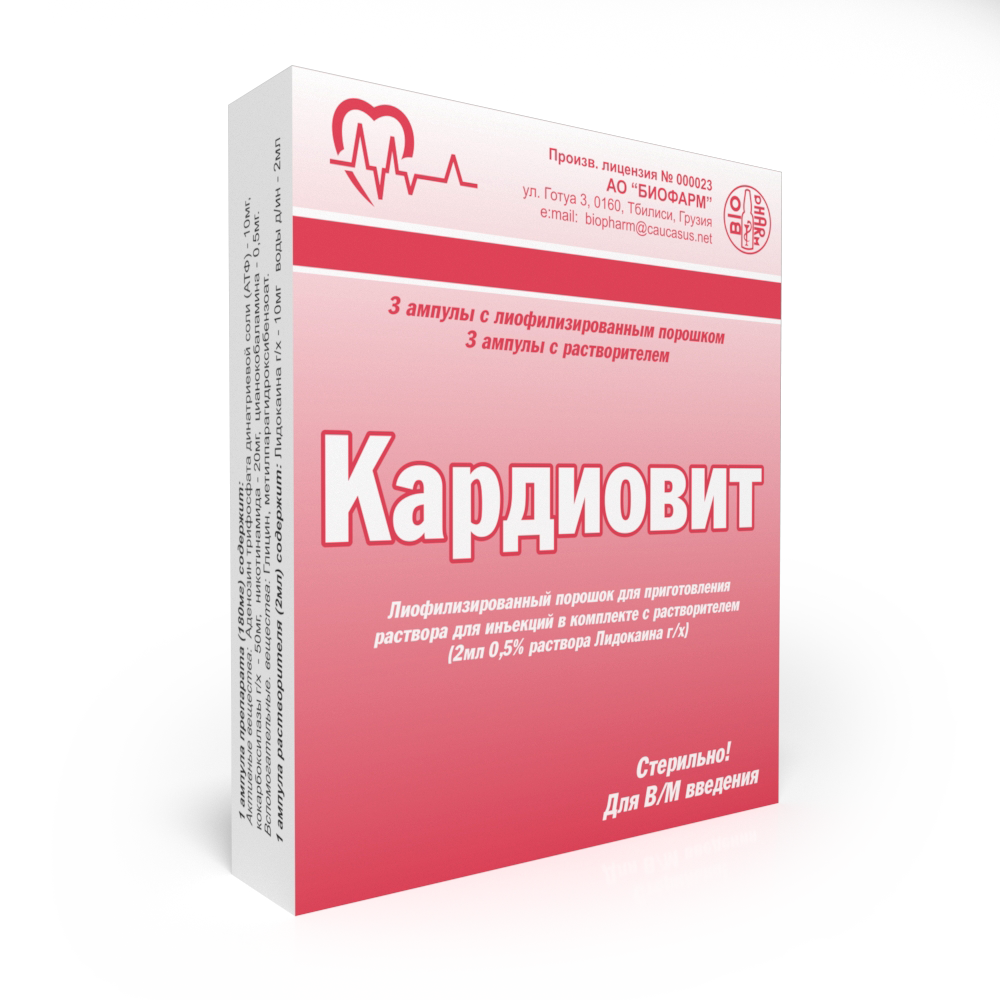 Произв. лицензия № 000023
АО "БИОФАРМ"
ул. Готуа 3, 0160, Тбилиси, Грузия
e:mail: biopharm@caucasus.net
BIO
PHARM
3 ампулы с лиофилизированным порошком
3 ампулы с растворителем
Кардиовит
Лиофилизированный порошок для приготовления
раствора для инъекций в комплекте с растворителем
(2мл 0,5% раствора Лидокаина г/х)
Стерильно!
Для В/М введения
1 ампула препарата (180мг) содержит:
Активные вещества: Аденозин трифосфата динатриевой соли (АТФ) - 10мг,
кокарбоксилазы г/х - 50мг, никотинамида - 20мг, цианокобаламина - 0,5мг.
Вспомогательные. вещества: Глицин, метилпарагидроксибензоат.
1 ампула растворителя (2мл) содержит: Лидокаина г/х - 10мг воды д/ин - 2мл